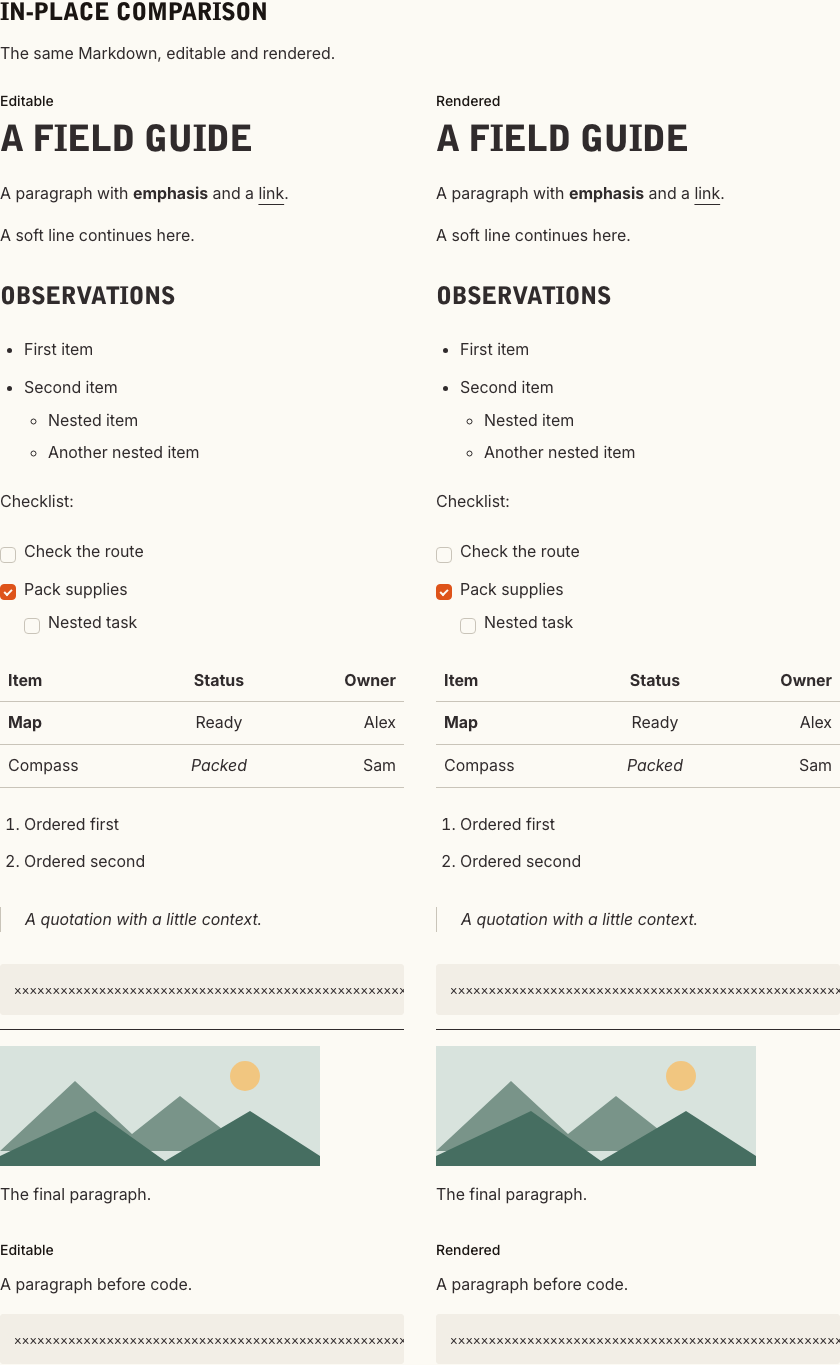 IN-PLACE COMPARISON
The same Markdown, editable and rendered.
Editable
A FIELD GUIDE
A paragraph with emphasis and a link.
A soft line continues here.
OBSERVATIONS
• First item
• Second item
◦ Nested item
◦ Another nested item
Checklist:
Check the route
Pack supplies
Nested task
Item Status Owner
Map Ready Alex
Compass Packed Sam
1. Ordered first
2. Ordered second
A quotation with a little context.
xxxxxxxxxxxxxxxxxxxxxxxxxxxxxxxxxxxxxxxxxxxxxxxxxxx
The final paragraph.
Rendered
A FIELD GUIDE
A paragraph with emphasis and a link.
A soft line continues here.
OBSERVATIONS
• First item
• Second item
◦ Nested item
◦ Another nested item
Checklist:
Check the route
Pack supplies
Nested task
Item Status Owner
Map Ready Alex
Compass Packed Sam
1. Ordered first
2. Ordered second
A quotation with a little context.
xxxxxxxxxxxxxxxxxxxxxxxxxxxxxxxxxxxxxxxxxxxxxxxxxxx
The final paragraph.
Editable
A paragraph before code.
xxxxxxxxxxxxxxxxxxxxxxxxxxxxxxxxxxxxxxxxxxxxxxxxxxx
Rendered
A paragraph before code.
xxxxxxxxxxxxxxxxxxxxxxxxxxxxxxxxxxxxxxxxxxxxxxxxxxx